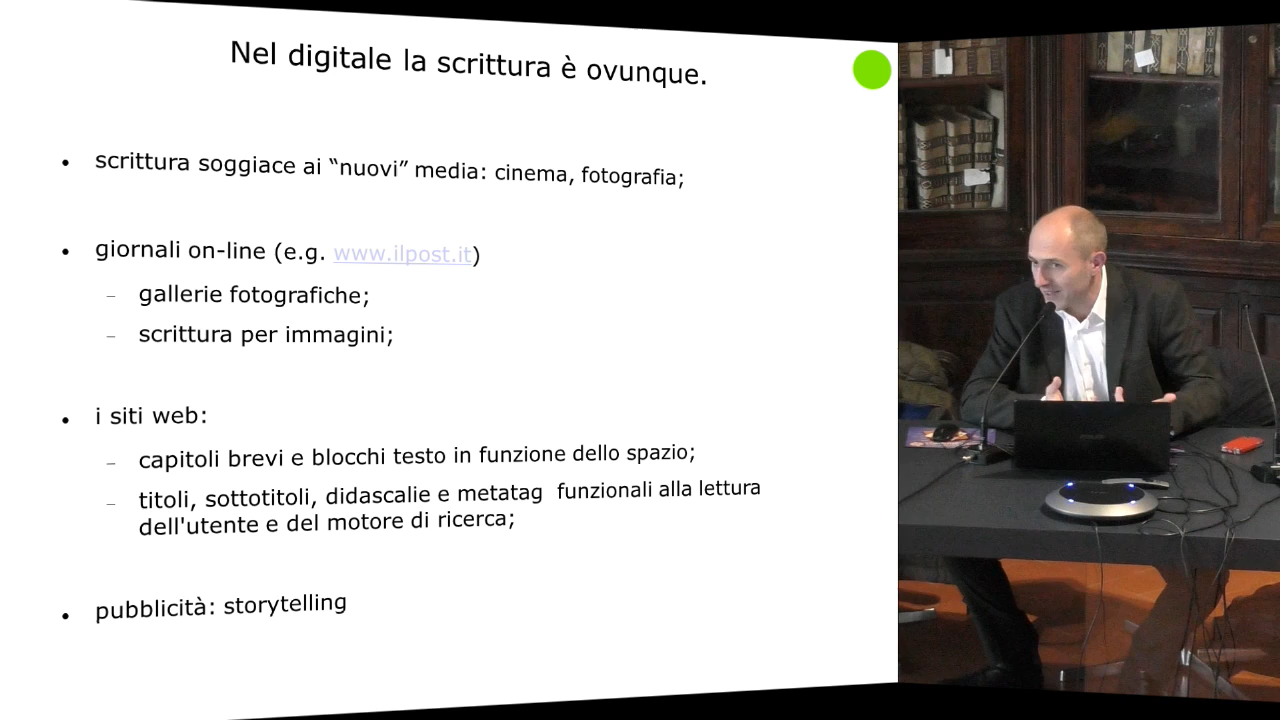 Nel digitale la scrittura è ovunque.
• scrittura soggiace ai “nuovi” media: cinema, fotografia;
• giornali on-line (e.g. www.ilpost.it)
– gallerie fotografiche;
– scrittura per immagini;
• i siti web:
– capitoli brevi e blocchi testo in funzione dello spazio;
– titoli, sottotitoli, didascalie e metatag funzionali alla lettura
dell'utente e del motore di ricerca;
• pubblicità: storytelling